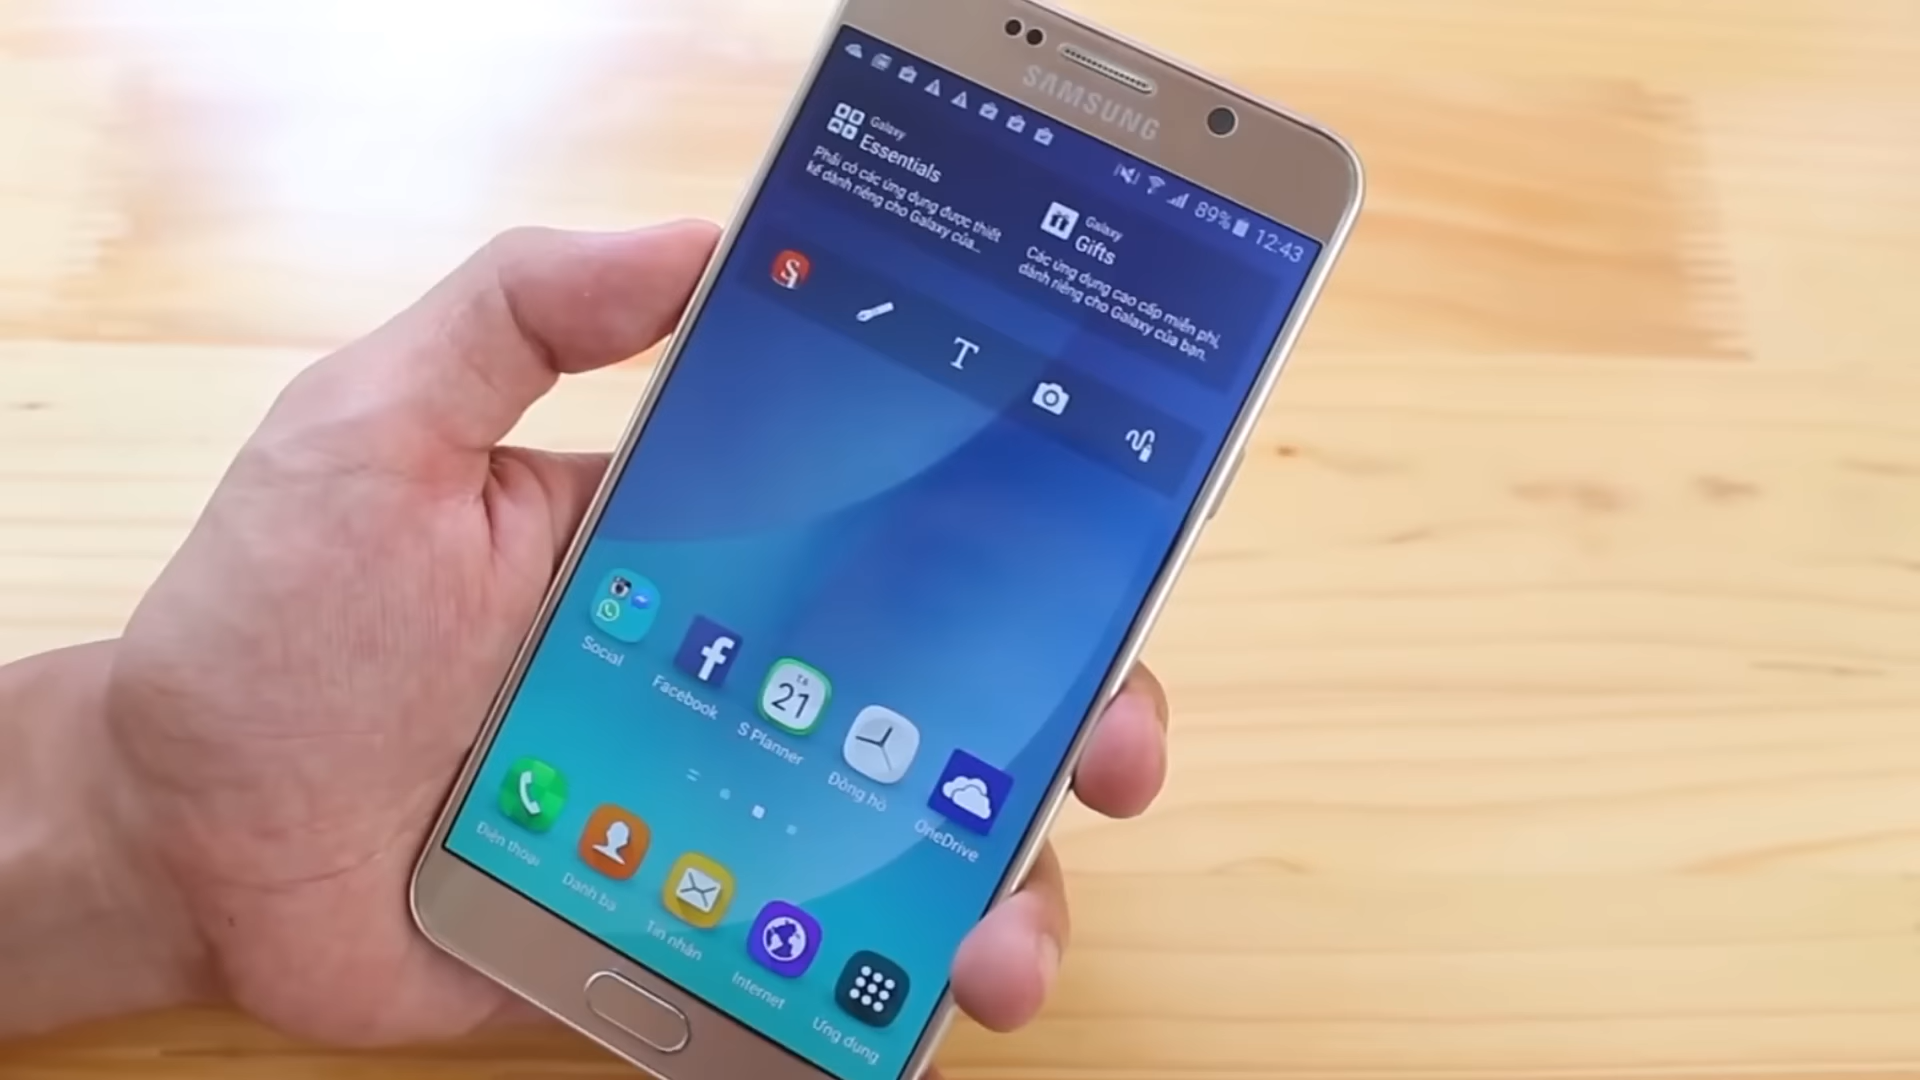 SAMSUNG
89% 12:43
Galaxy
Essentials
Phải có các ứng dụng được thiết
kế dành riêng cho Galaxy của...
Galaxy
Gifts
Các ứng dụng cao cấp miễn phí,
dành riêng cho Galaxy của bạn.
S
T
Social
Facebook
T.6
21
S Planner
Đồng hồ
OneDrive
Điện thoại
Danh bạ
Tin nhắn
Internet
Ứng dụng